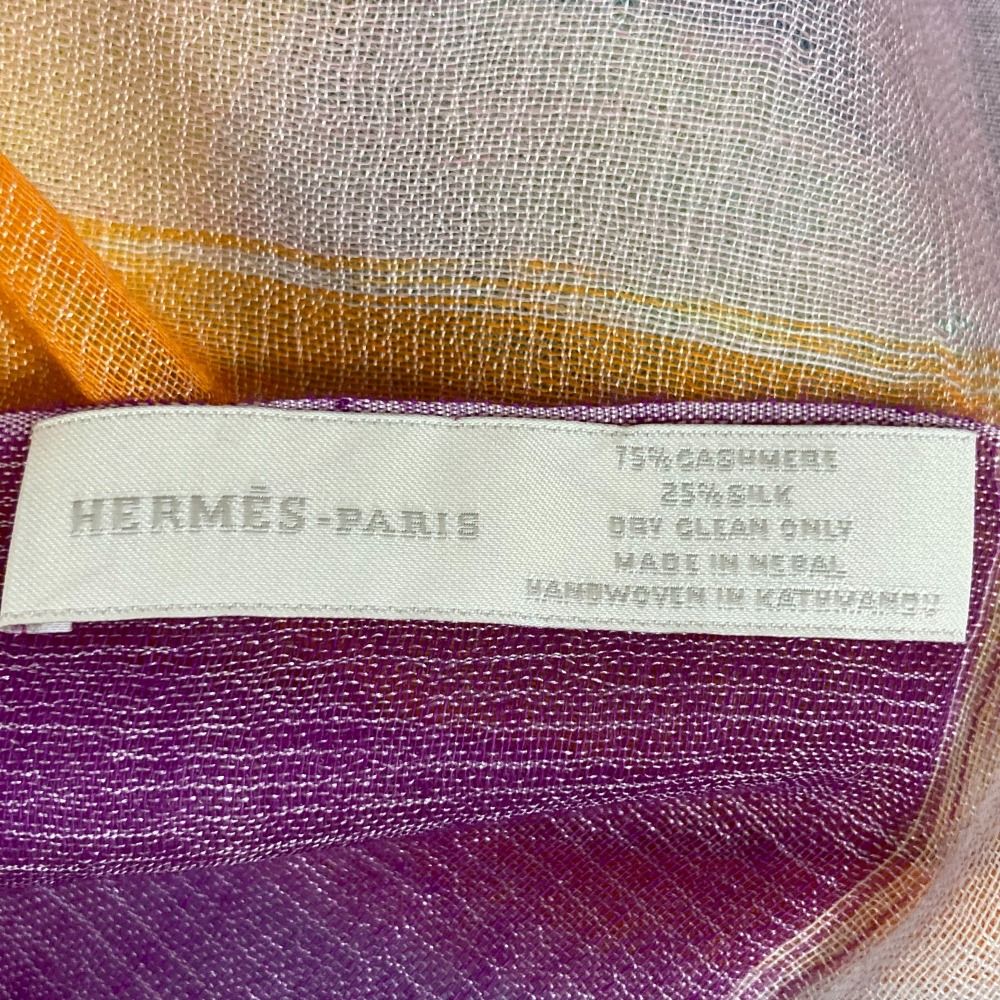 HERMÈS-PARIS
75% CASHMERE
25% SILK
DRY CLEAN ONLY
MADE IN NEPAL
HANDWOVEN IN KATHMANDU